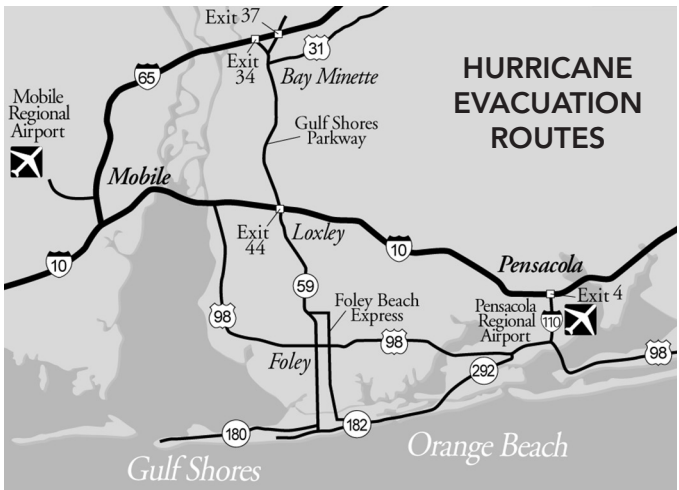 Exit 37
31
Exit
34
Bay Minette
65
HURRICANE
EVACUATION
ROUTES
Mobile
Regional
Airport
Gulf Shores
Parkway
Mobile
Exit
44
Loxley
10
10
Pensacola
59
Exit 4
Foley Beach
Express
Pensacola
Regional
Airport
110
98
98
98
Foley
292
180
182
Orange Beach
Gulf Shores